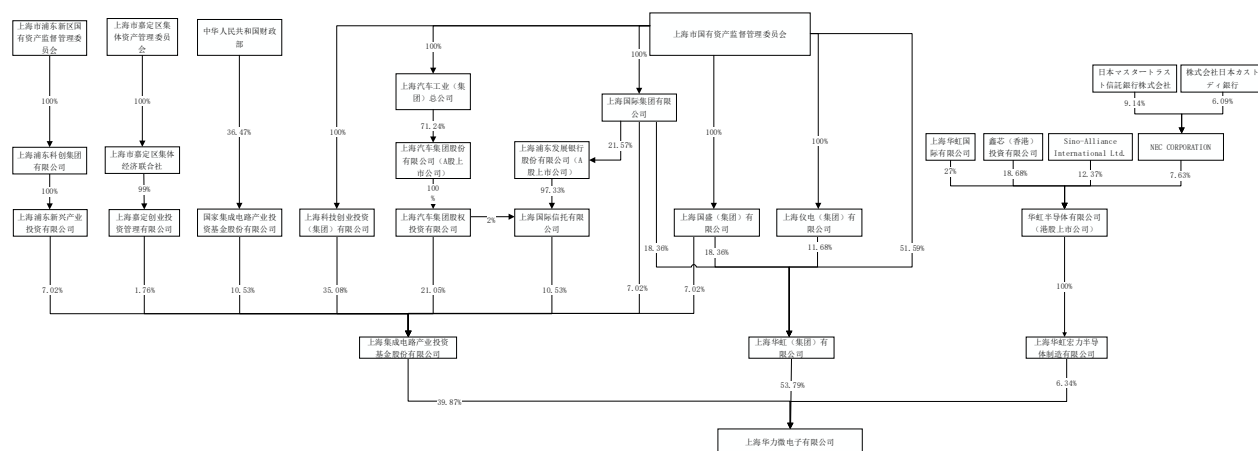 上海市浦东新区国
有资产监督管理委
员会
上海市嘉定区集
体资产管理委员
会
中华人民共和国财政
部
上海市国有资产监督管理委员会
100%
100%
上海汽车工业（集
团）总公司
上海国际集团有限公
司
日本マスタートラス
ト信託銀行株式会社
株式会社日本カスト
ディ銀行
9.14%
6.09%
100%
100%
36.47%
100%
71.24%
21.57%
100%
100%
上海浦东科创集团
有限公司
上海市嘉定区集体
经济联合社
上海汽车集团股份
有限公司（A股上
市公司）
上海浦东发展银行
股份有限公司（A
股上市公司）
上海华虹国
际有限公司
鑫芯（香港）
投资有限公司
Sino-Alliance
International Ltd.
NEC CORPORATION
27%
18.68%
12.37%
7.63%
100%
99%
100
%
97.33%
上海浦东新兴产业
投资有限公司
上海嘉定创业投
资管理有限公司
国家集成电路产业投
资基金股份有限公司
上海科技创业投资
（集团）有限公司
上海汽车集团股权
投资有限公司
2%
上海国际信托有限
公司
上海国盛（集团）有
限公司
上海仪电（集团）有
限公司
华虹半导体有限公司
（港股上市公司）
18.36%
18.36%
11.68%
51.59%
7.02%
1.76%
10.53%
35.08%
21.05%
10.53%
7.02%
7.02%
100%
上海集成电路产业投资
基金股份有限公司
上海华虹（集团）有
限公司
上海华虹宏力半导
体制造有限公司
39.87%
53.79%
6.34%
上海华力微电子有限公司